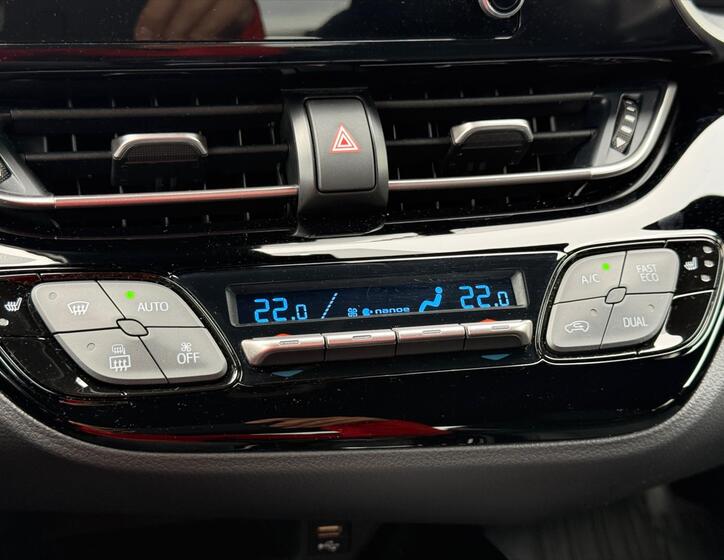 AUTO
OFF
22.0
nanoe
22.0
A/C
FAST
ECO
DUAL